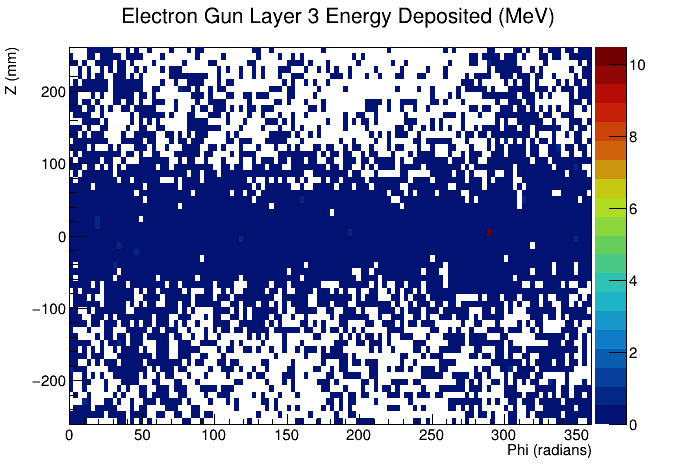 Electron Gun Layer 3 Energy Deposited (MeV)
Z (mm)
200
100
0
−100
−200
0 50 100 150 200 250 300 350
Phi (radians)
10
8
6
4
2
0